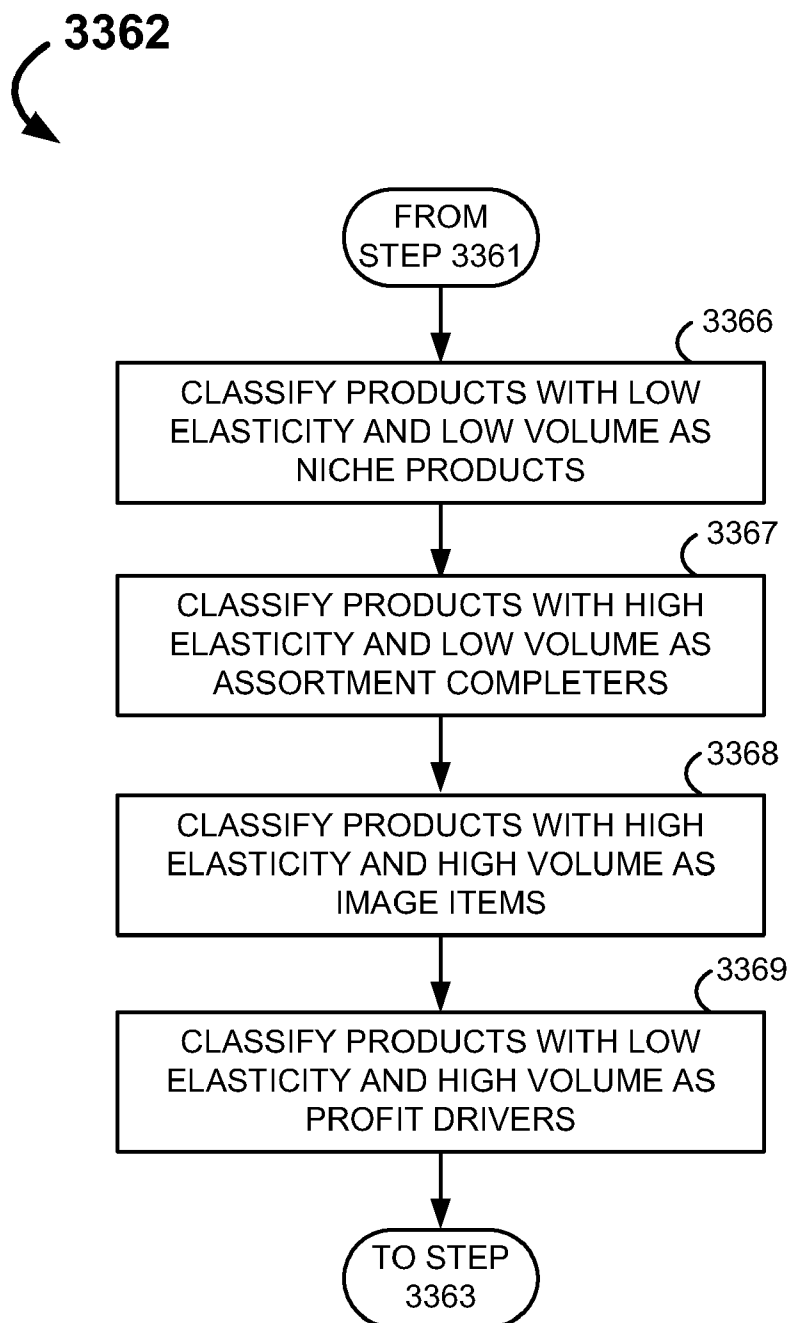 3362
FROM
STEP 3361
3366
CLASSIFY PRODUCTS WITH LOW
ELASTICITY AND LOW VOLUME AS
NICHE PRODUCTS
3367
CLASSIFY PRODUCTS WITH HIGH
ELASTICITY AND LOW VOLUME AS
ASSORTMENT COMPLETERS
3368
CLASSIFY PRODUCTS WITH HIGH
ELASTICITY AND HIGH VOLUME AS
IMAGE ITEMS
3369
CLASSIFY PRODUCTS WITH LOW
ELASTICITY AND HIGH VOLUME AS
PROFIT DRIVERS
TO STEP
3363